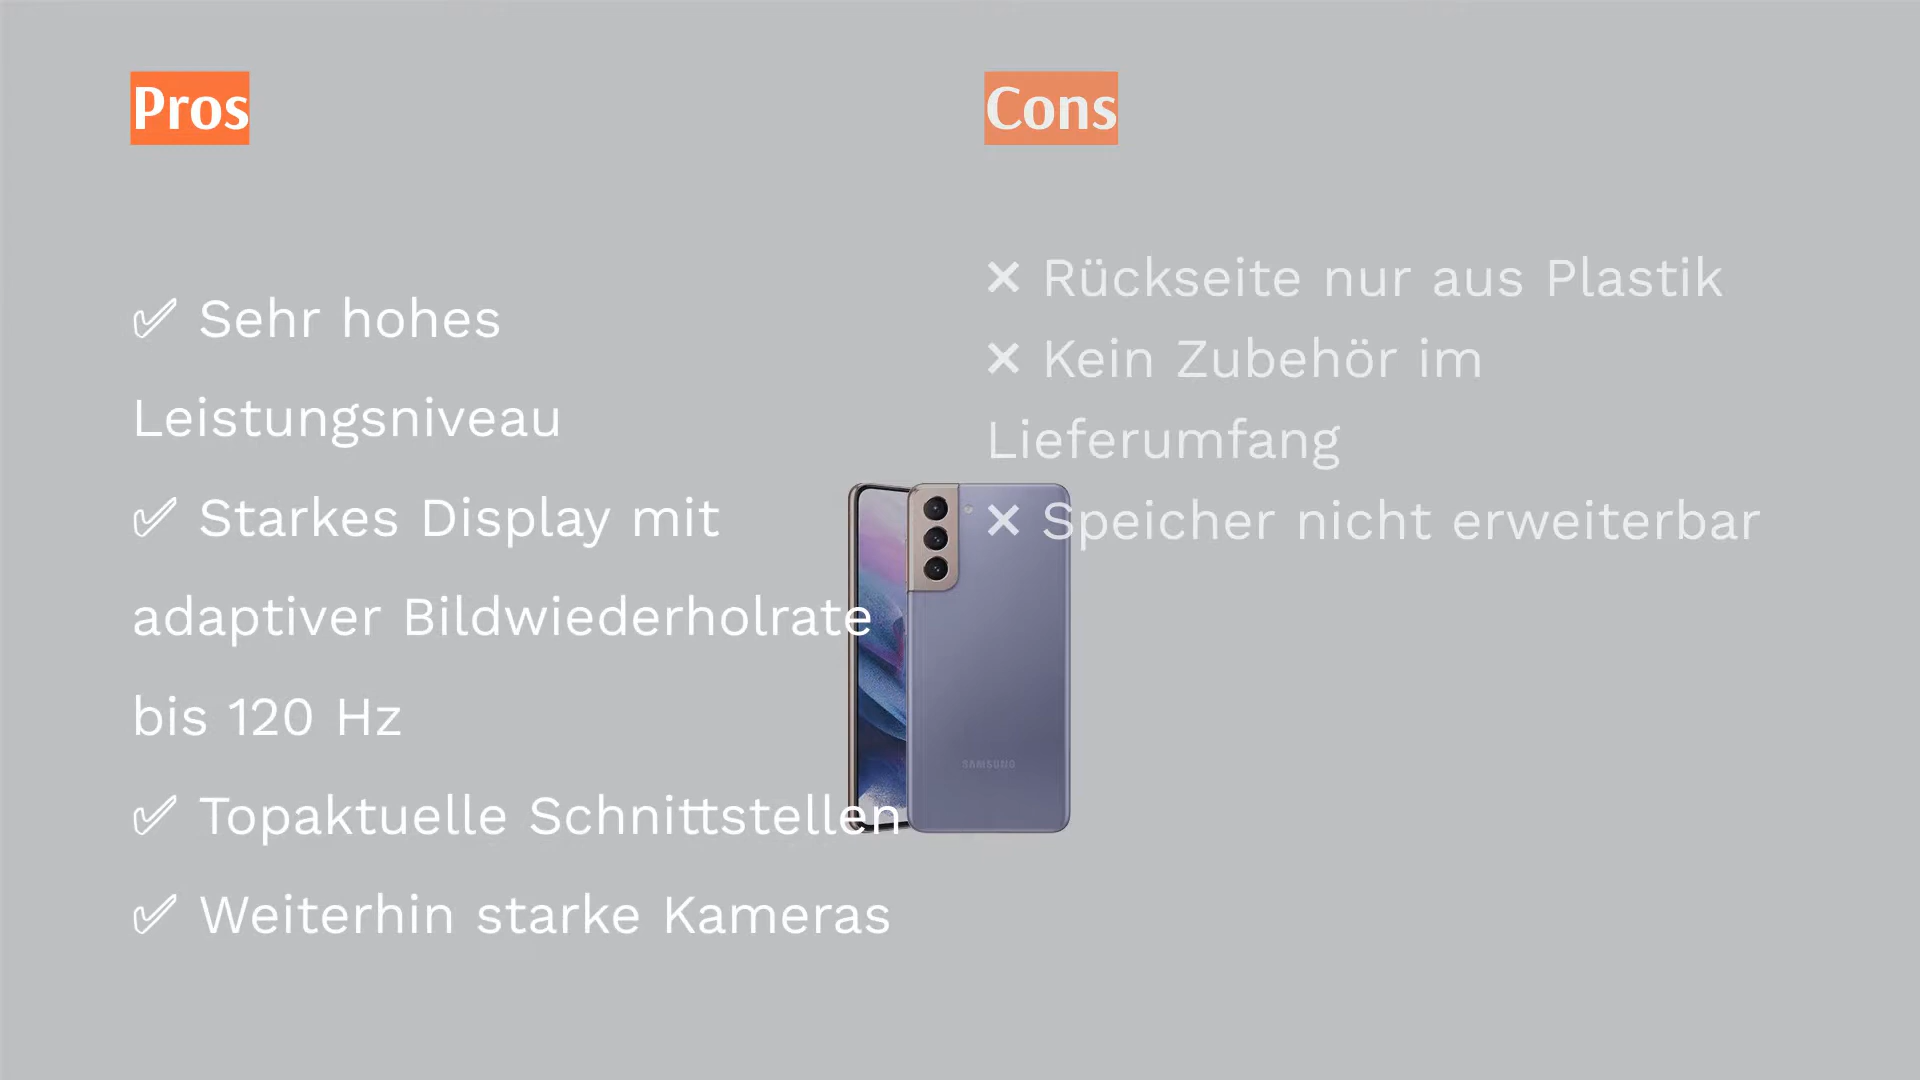 Pros
✅ Sehr hohes
Leistungsniveau
✅ Starkes Display mit
adaptiver Bildwiederholrate
bis 120 Hz
✅ Topaktuelle Schnittstellen
✅ Weiterhin starke Kameras
Cons
❌ Rückseite nur aus Plastik
❌ Kein Zubehör im
Lieferumfang
❌ Speicher nicht erweiterbar
SAMSUNG